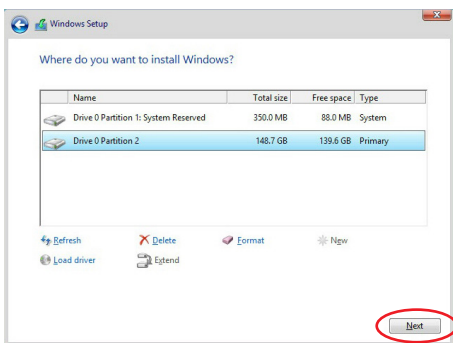 Windows Setup
Where do you want to install Windows?
Name Total size Free space Type
Drive 0 Partition 1: System Reserved 350.0 MB 88.0 MB System
Drive 0 Partition 2 148.7 GB 139.6 GB Primary
Refresh Delete Format New
Load driver Extend
Next